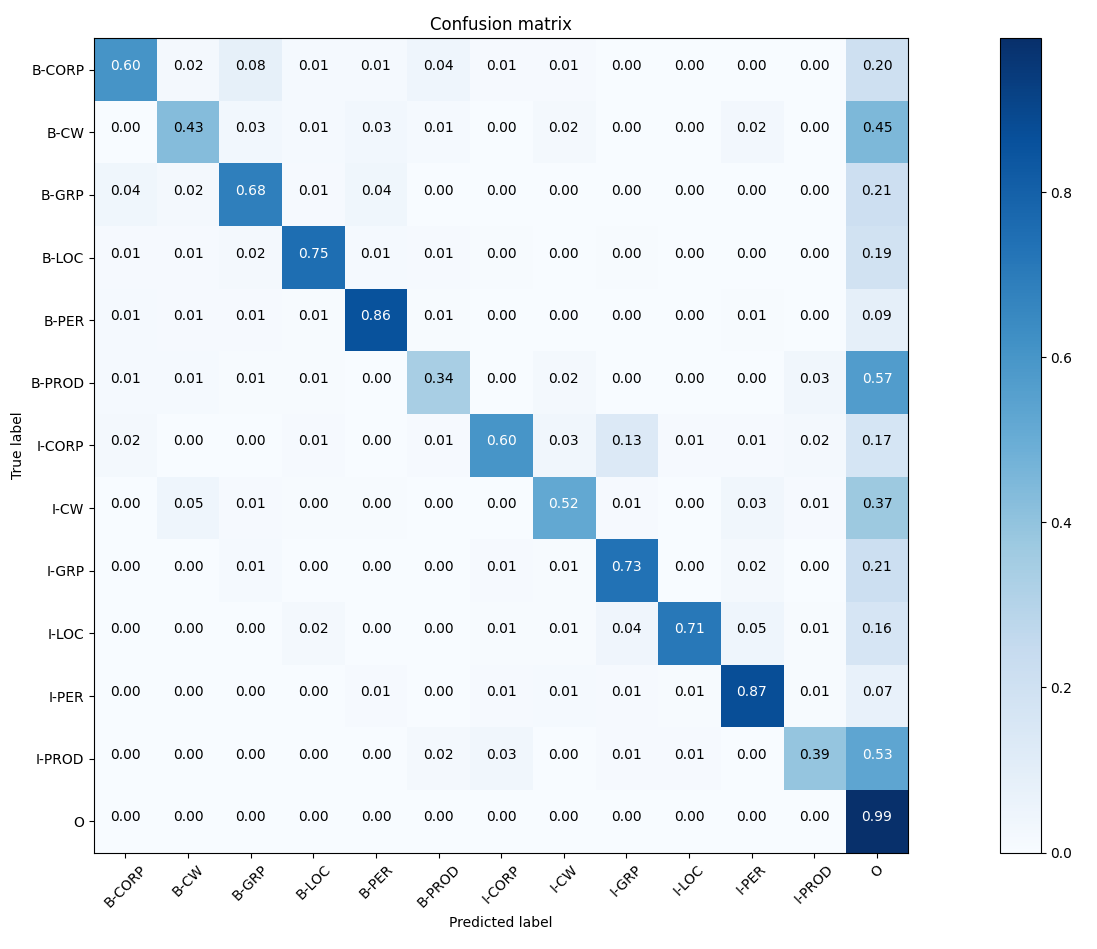 Confusion matrix
B-CORP 0.60 0.02 0.08 0.01 0.01 0.04 0.01 0.01 0.00 0.00 0.00 0.00 0.20
B-CW 0.00 0.43 0.03 0.01 0.03 0.01 0.00 0.02 0.00 0.00 0.02 0.00 0.45
B-GRP 0.04 0.02 0.68 0.01 0.04 0.00 0.00 0.00 0.00 0.00 0.00 0.00 0.21
B-LOC 0.01 0.01 0.02 0.75 0.01 0.01 0.00 0.00 0.00 0.00 0.00 0.00 0.19
B-PER 0.01 0.01 0.01 0.01 0.86 0.01 0.00 0.00 0.00 0.00 0.01 0.00 0.09
B-PROD 0.01 0.01 0.01 0.01 0.00 0.34 0.00 0.02 0.00 0.00 0.00 0.03 0.57
I-CORP 0.02 0.00 0.00 0.01 0.00 0.01 0.60 0.03 0.13 0.01 0.01 0.02 0.17
I-CW 0.00 0.05 0.01 0.00 0.00 0.00 0.00 0.52 0.01 0.00 0.03 0.01 0.37
I-GRP 0.00 0.00 0.01 0.00 0.00 0.00 0.01 0.01 0.73 0.00 0.02 0.00 0.21
I-LOC 0.00 0.00 0.00 0.02 0.00 0.00 0.01 0.01 0.04 0.71 0.05 0.01 0.16
I-PER 0.00 0.00 0.00 0.00 0.01 0.00 0.01 0.01 0.01 0.01 0.87 0.01 0.07
I-PROD 0.00 0.00 0.00 0.00 0.00 0.02 0.03 0.00 0.01 0.01 0.00 0.39 0.53
O 0.00 0.00 0.00 0.00 0.00 0.00 0.00 0.00 0.00 0.00 0.00 0.00 0.99
B-CORP B-CW B-GRP B-LOC B-PER B-PROD I-CORP I-CW I-GRP I-LOC I-PER I-PROD O
Predicted label
True label
0.8
0.6
0.4
0.2
0.0